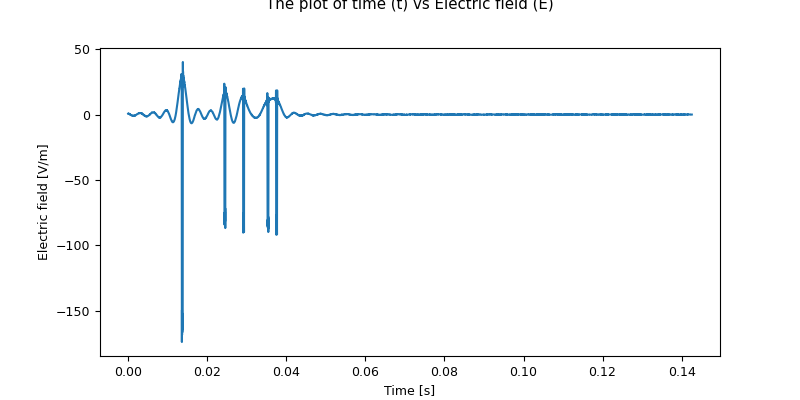 The plot of time (t) vs Electric field (E)
50
0
−50
−100
−150
Electric field [V/m]
0.00 0.02 0.04 0.06 0.08 0.10 0.12 0.14
Time [s]